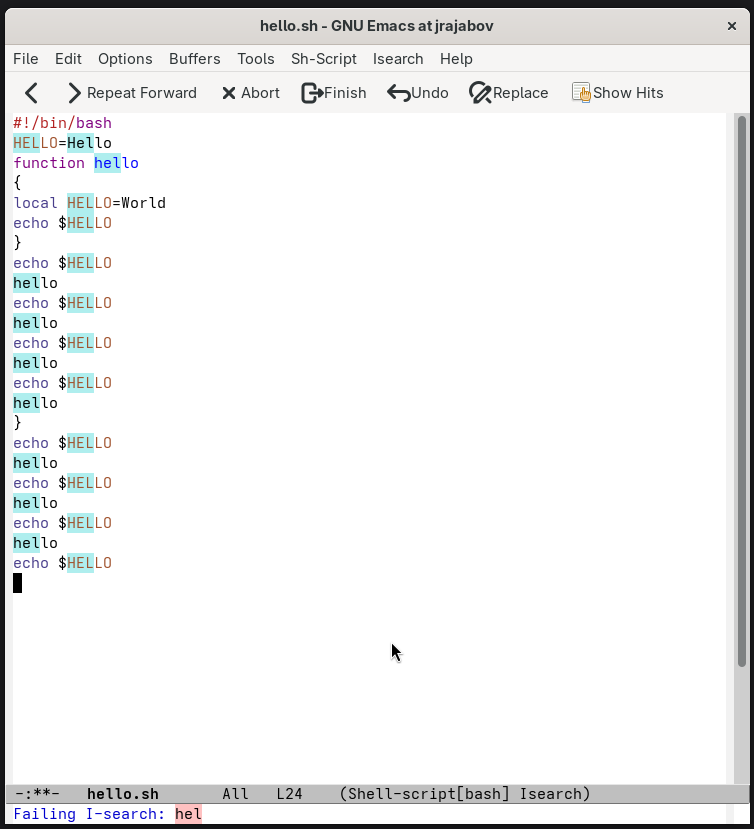 hello.sh - GNU Emacs at jrajabov ×
File Edit Options Buffers Tools Sh-Script Isearch Help
Repeat Forward Abort Finish Undo Replace Show Hits
#!/bin/bash
HELLO=Hello
function hello
{
local HELLO=World
echo $HELLO
}
echo $HELLO
hello
echo $HELLO
hello
echo $HELLO
hello
echo $HELLO
hello
}
echo $HELLO
hello
echo $HELLO
hello
echo $HELLO
hello
echo $HELLO
-:**- hello.sh All L24 (Shell-script[bash] Isearch)
Failing I-search: hel